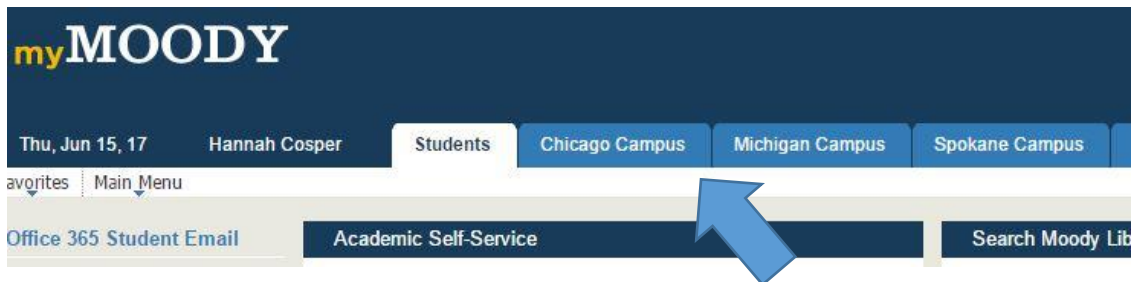 myMOODY
Thu, Jun 15, 17 Hannah Cosper Students Chicago Campus Michigan Campus Spokane Campus
avorites Main Menu
Office 365 Student Email Academic Self-Service Search Moody Lib